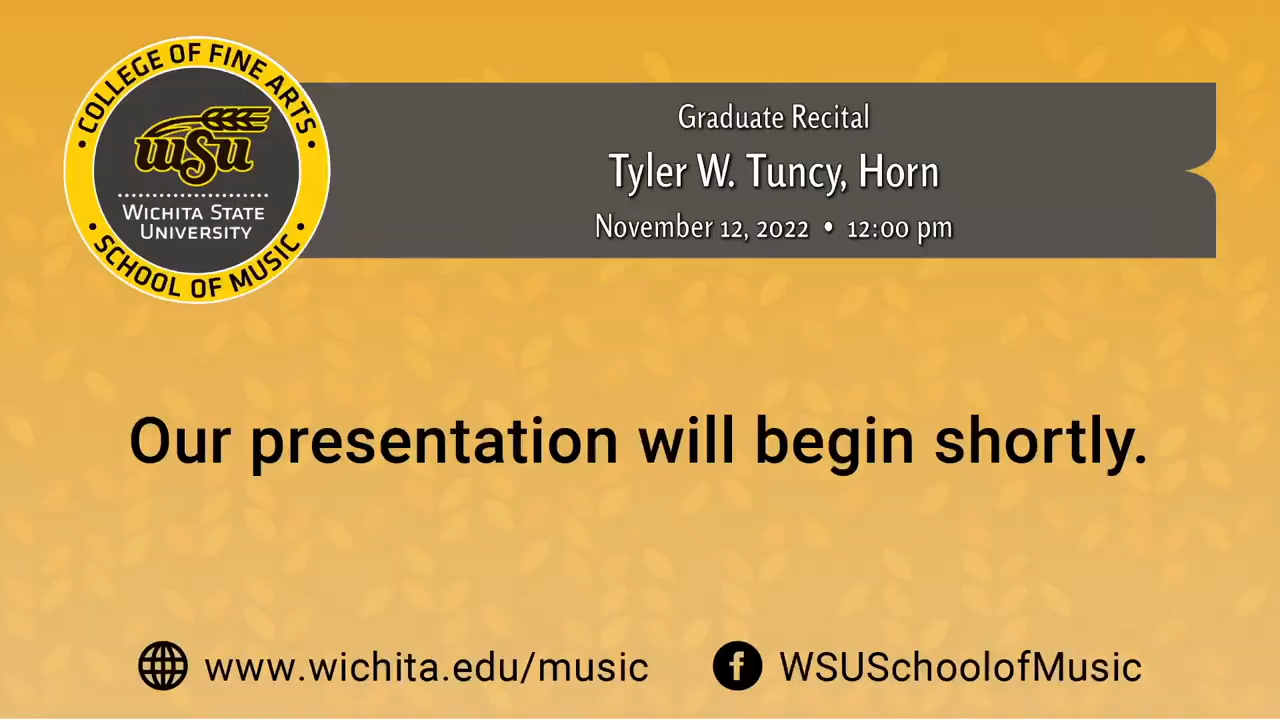 COLLEGE OF FINE ARTS
wsu
WICHITA STATE
UNIVERSITY
SCHOOL OF MUSIC
Graduate Recital
Tyler W. Tuncy, Horn
November 12, 2022 • 12:00 pm
Our presentation will begin shortly.
www.wichita.edu/music
WSUSchoolofMusic